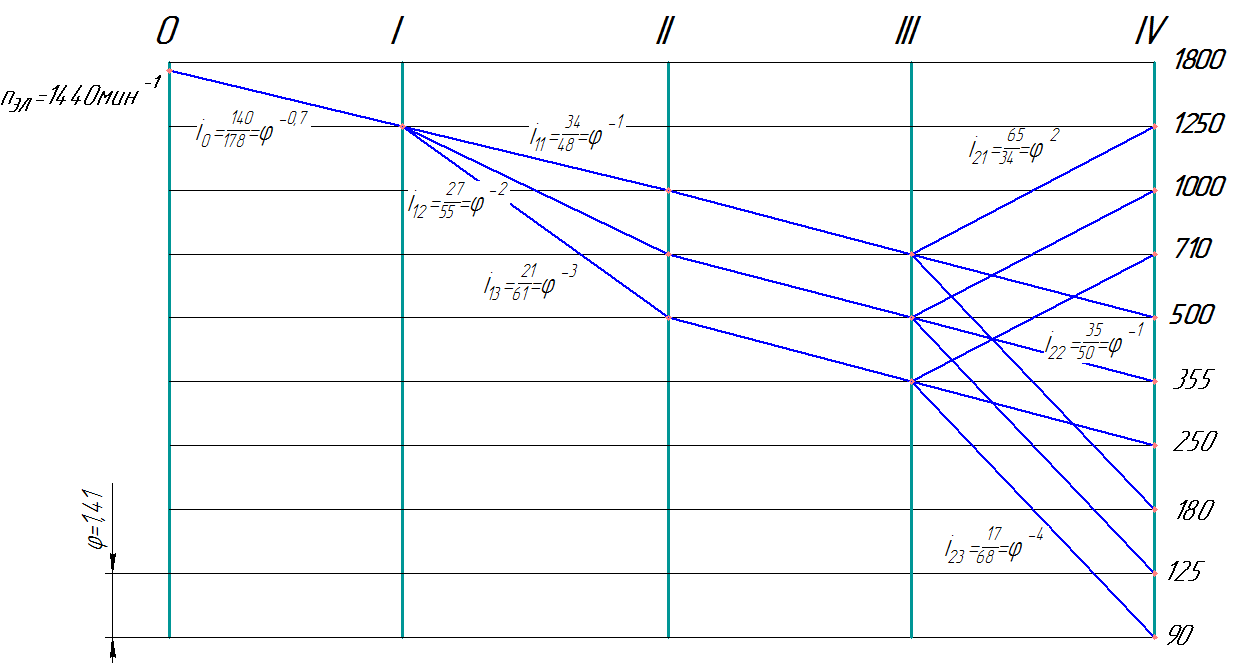 0 I II III IV
nэл=1440мин⁻¹
1800
i₀=140/178=φ⁻⁰,⁷
i₁₁=34/48=φ⁻¹
i₂₁=65/34=φ²
1250
i₁₂=27/55=φ⁻²
1000
710
i₁₃=21/61=φ⁻³
500
i₂₂=35/50=φ⁻¹
355
250
180
φ=1,41
i₂₃=17/68=φ⁻⁴
125
90